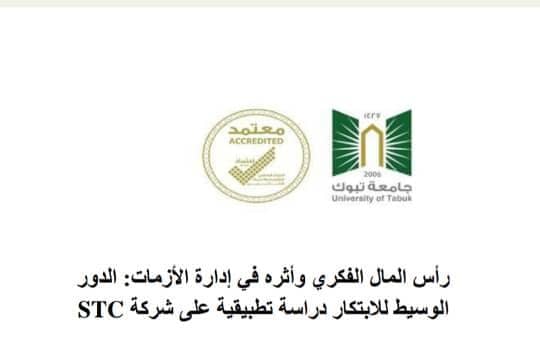 ١٤٢٧
معتمد
ACCREDITED
2006
جامعة تبوك
University of Tabuk
رأس المال الفكري وأثره في إدارة الأزمات: الدور
الوسيط للابتكار دراسة تطبيقية على شركة STC